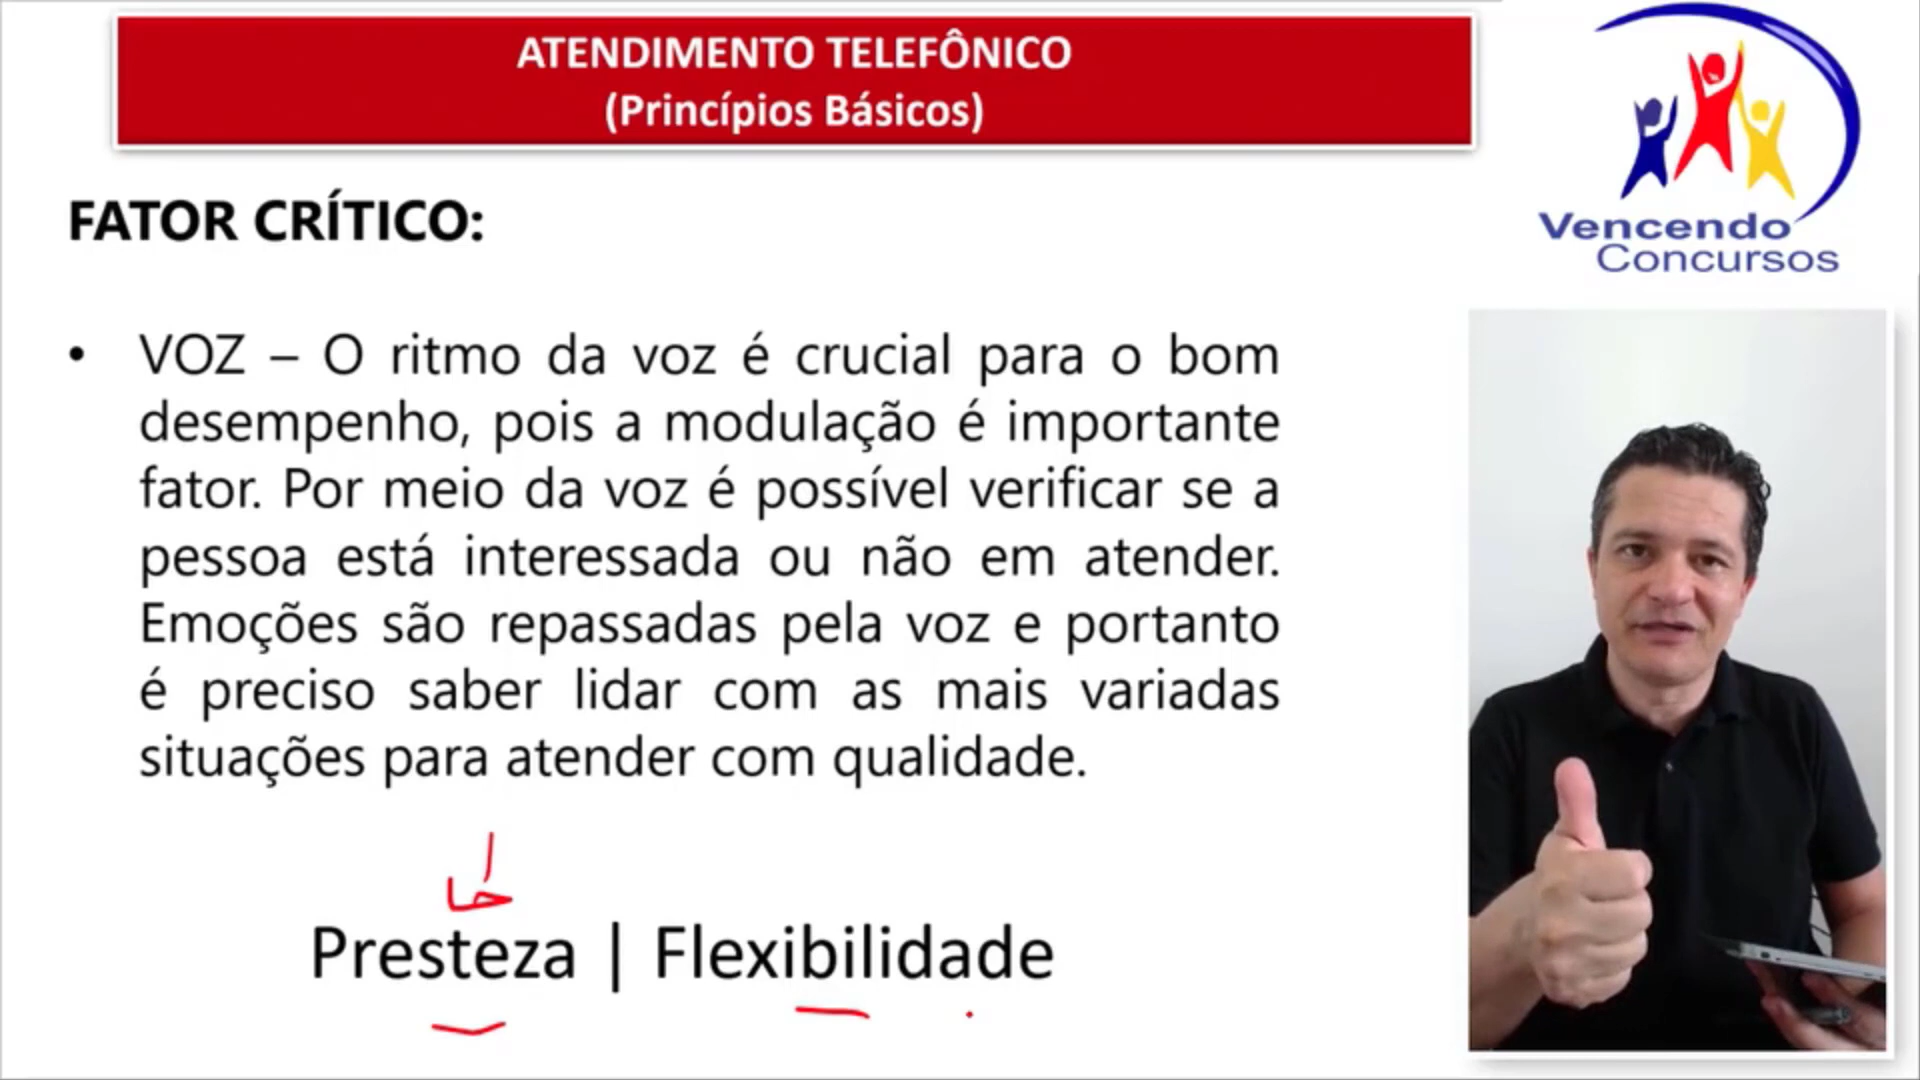 ATENDIMENTO TELEFÔNICO
(Princípios Básicos)
Vencendo
Concursos
FATOR CRÍTICO:
• VOZ – O ritmo da voz é crucial para o bom
desempenho, pois a modulação é importante
fator. Por meio da voz é possível verificar se a
pessoa está interessada ou não em atender.
Emoções são repassadas pela voz e portanto
é preciso saber lidar com as mais variadas
situações para atender com qualidade.
Presteza | Flexibilidade